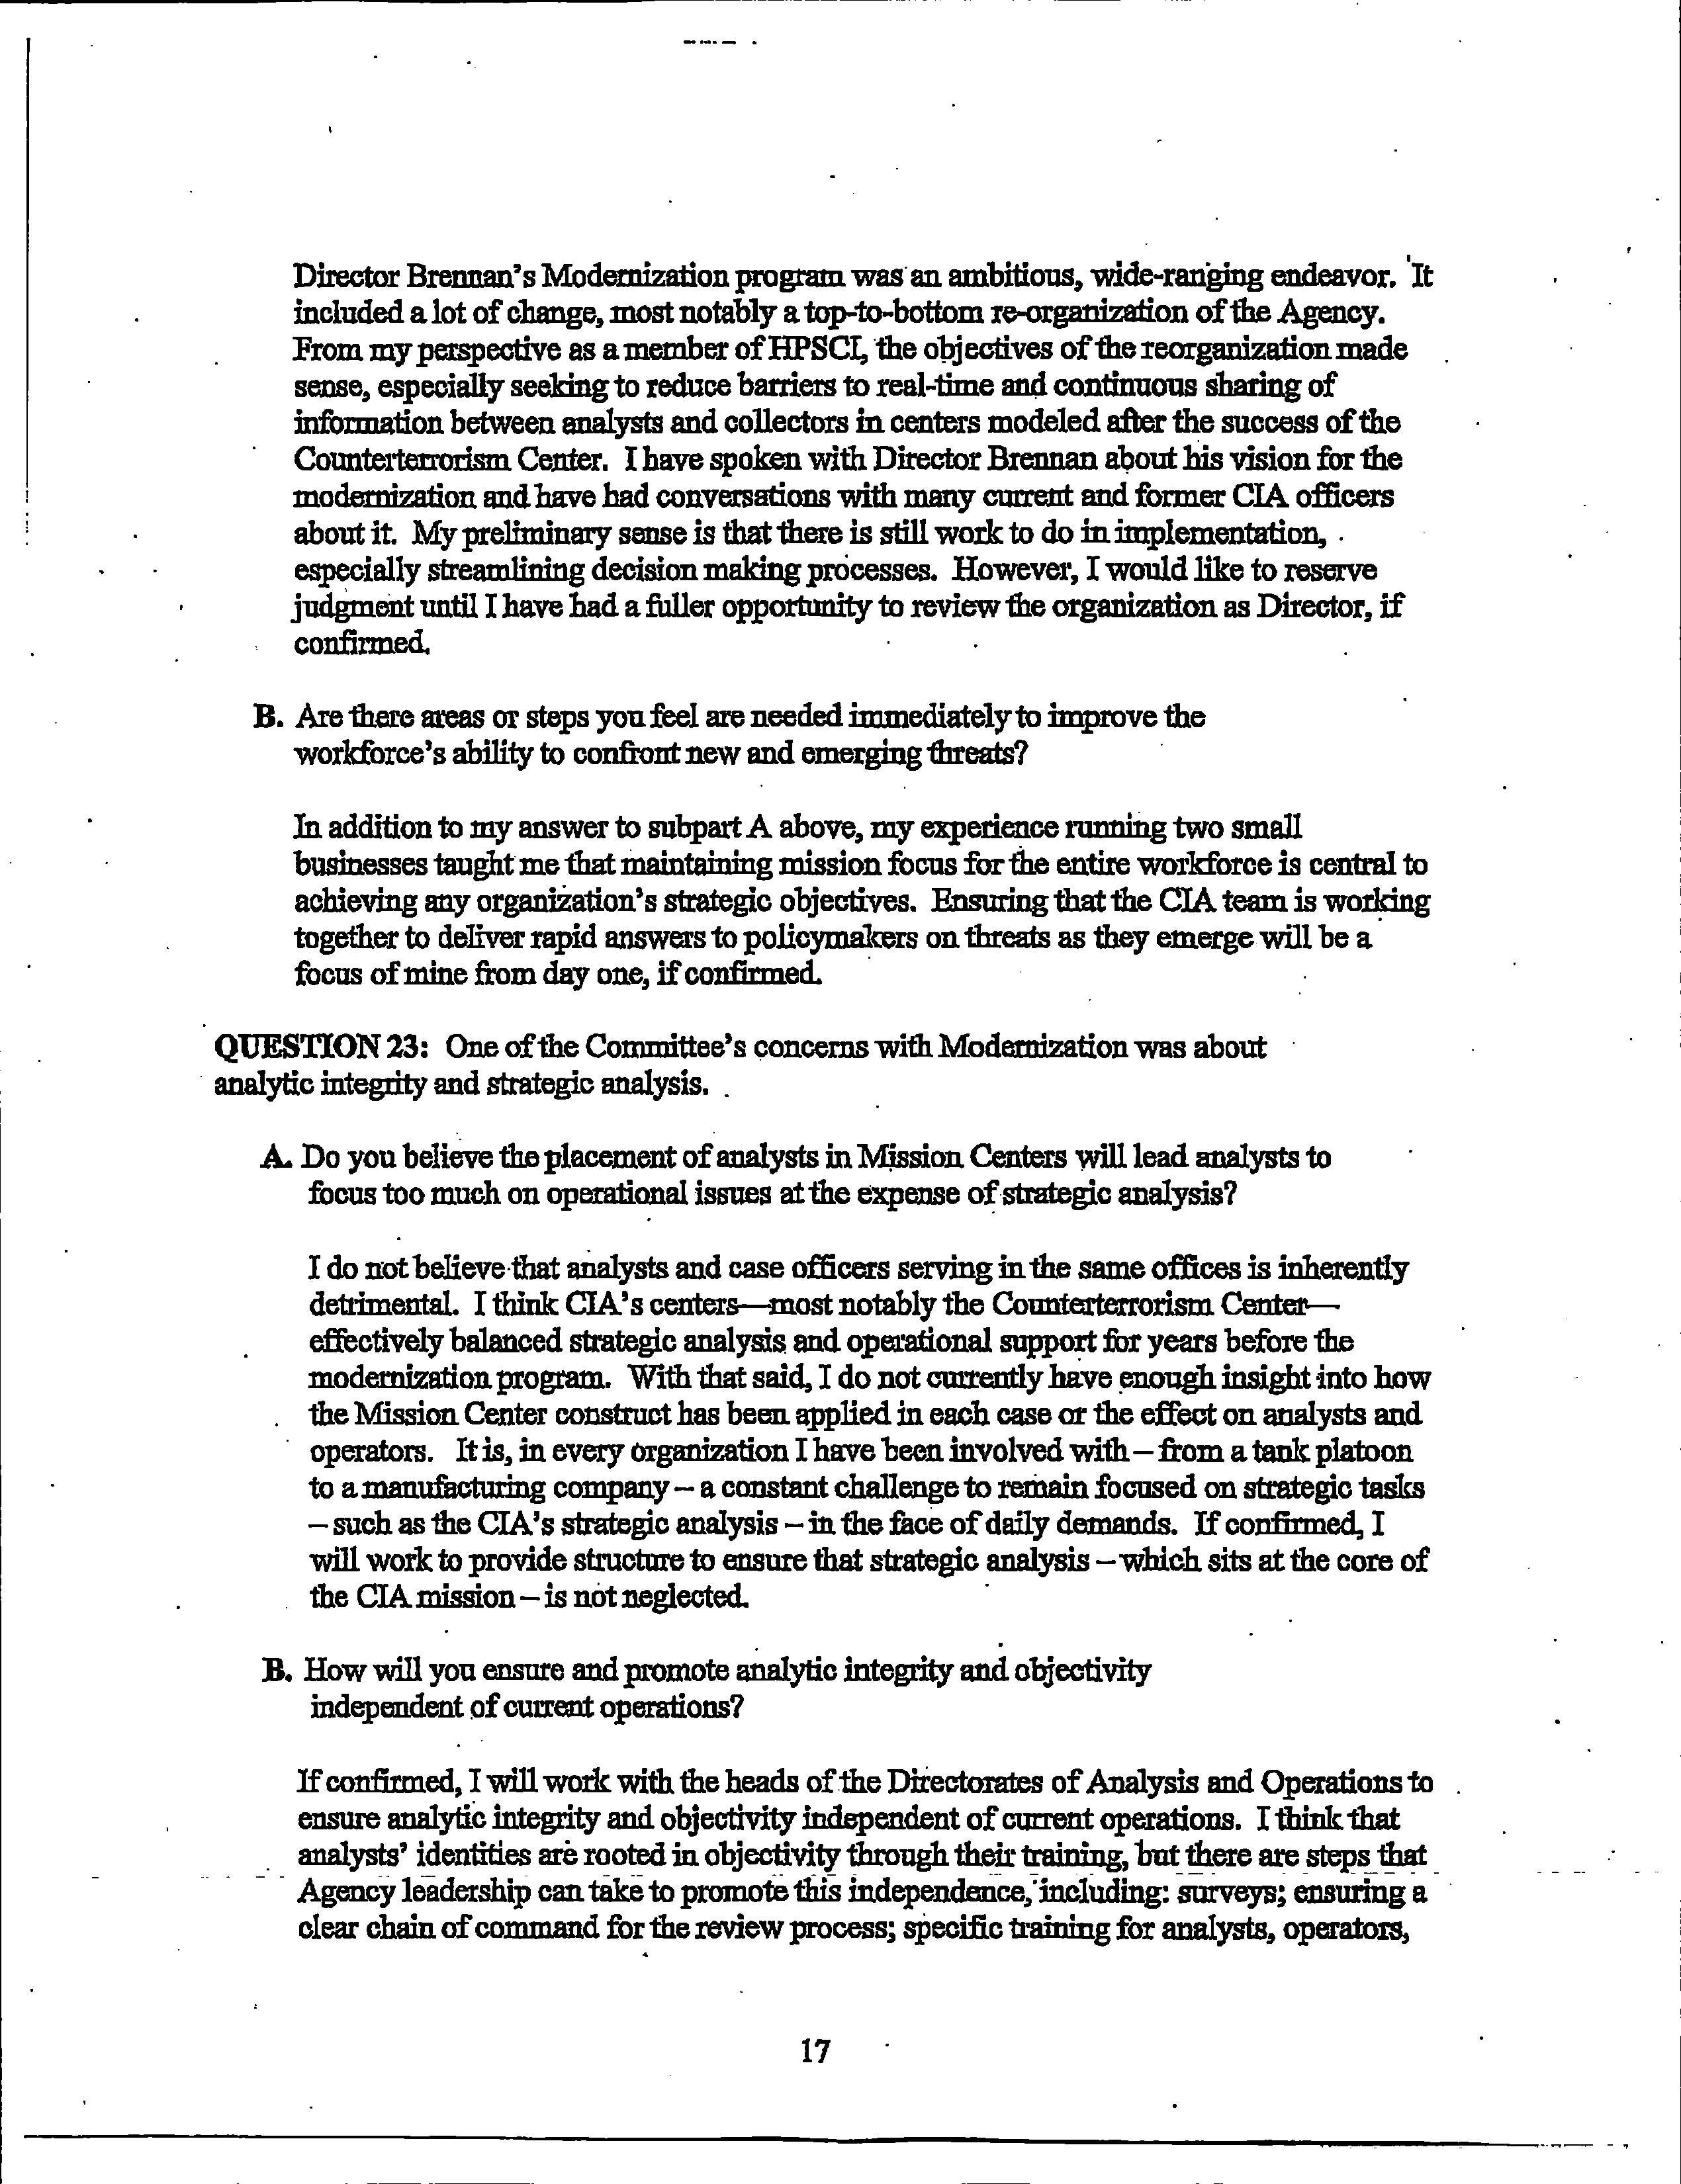 Director Brennan's Modernization program was an ambitious, wide-ranging endeavor. It
included a lot of change, most notably a top-to-bottom re-organization of the Agency.
From my perspective as a member of HPSCI, the objectives of the reorganization made
sense, especially seeking to reduce barriers to real-time and continuous sharing of
information between analysts and collectors in centers modeled after the success of the
Counterterrorism Center. I have spoken with Director Brennan about his vision for the
modernization and have had conversations with many current and former CIA officers
about it. My preliminary sense is that there is still work to do in implementation,
especially streamlining decision making processes. However, I would like to reserve
judgment until I have had a fuller opportunity to review the organization as Director, if
confirmed.
B. Are there areas or steps you feel are needed immediately to improve the
workforce's ability to confront new and emerging threats?
In addition to my answer to subpart A above, my experience running two small
businesses taught me that maintaining mission focus for the entire workforce is central to
achieving any organization's strategic objectives. Ensuring that the CIA team is working
together to deliver rapid answers to policymakers on threats as they emerge will be a
focus of mine from day one, if confirmed.
QUESTION 23: One of the Committee's concerns with Modernization was about
analytic integrity and strategic analysis.
A. Do you believe the placement of analysts in Mission Centers will lead analysts to
focus too much on operational issues at the expense of strategic analysis?
I do not believe that analysts and case officers serving in the same offices is inherently
detrimental. I think CIA's centers—most notably the Counterterrorism Center—
effectively balanced strategic analysis and operational support for years before the
modernization program. With that said, I do not currently have enough insight into how
the Mission Center construct has been applied in each case or the effect on analysts and
operators. It is, in every organization I have been involved with – from a tank platoon
to a manufacturing company – a constant challenge to remain focused on strategic tasks
– such as the CIA's strategic analysis – in the face of daily demands. If confirmed, I
will work to provide structure to ensure that strategic analysis – which sits at the core of
the CIA mission – is not neglected.
B. How will you ensure and promote analytic integrity and objectivity
independent of current operations?
If confirmed, I will work with the heads of the Directorates of Analysis and Operations to
ensure analytic integrity and objectivity independent of current operations. I think that
analysts' identities are rooted in objectivity through their training, but there are steps that
Agency leadership can take to promote this independence, including: surveys; ensuring a
clear chain of command for the review process; specific training for analysts, operators,
17